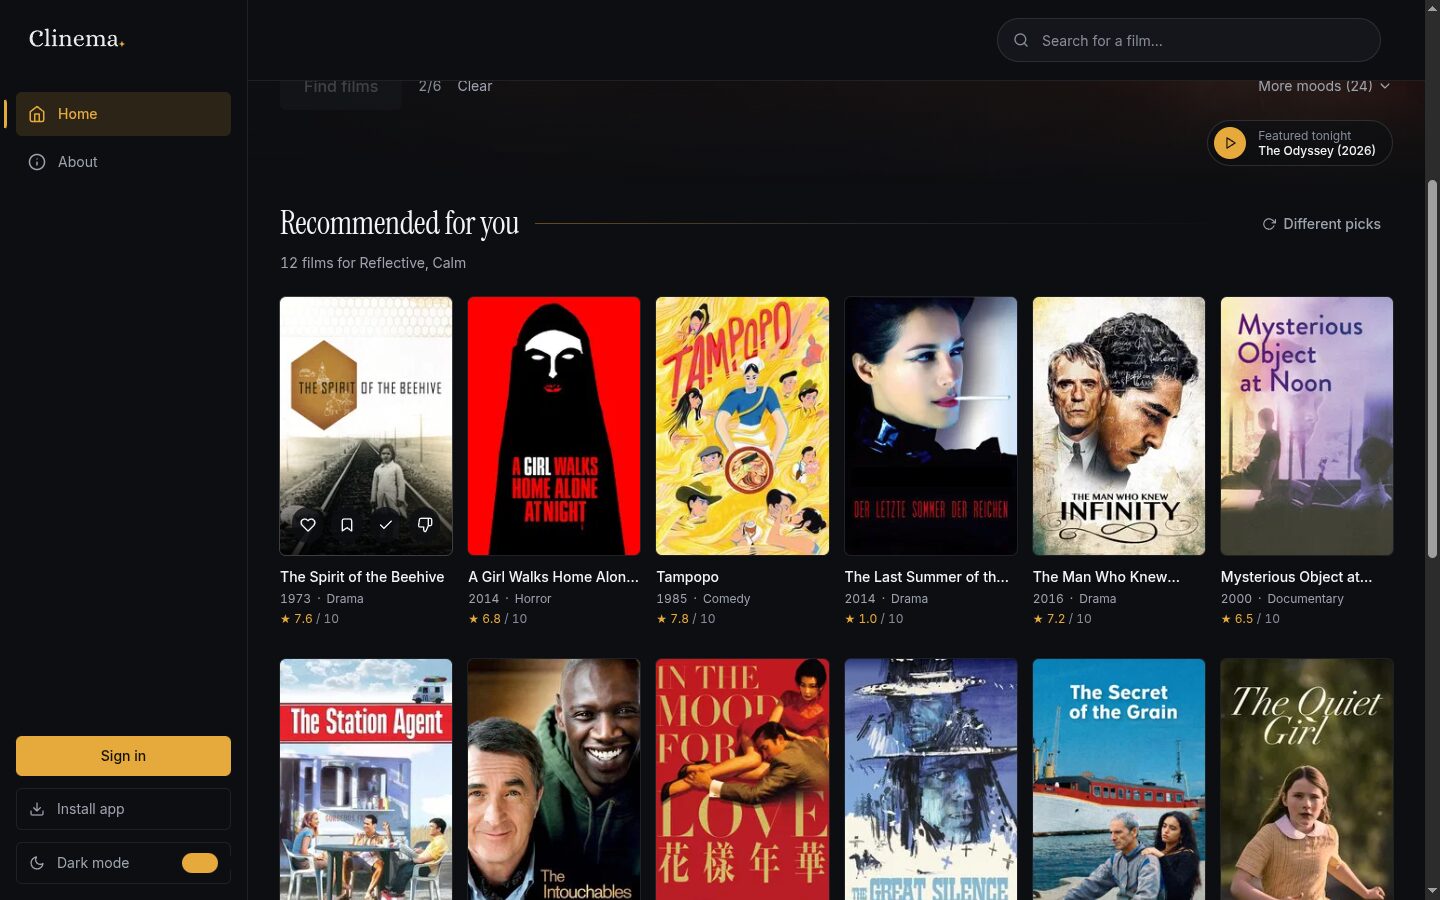 Clinema
Search for a film...
Home
About
Find films
2/6
Clear
More moods (24)
Featured tonight
The Odyssey (2026)
Recommended for you
Different picks
12 films for Reflective, Calm
THE SPIRIT OF THE BEEHIVE
A GIRL WALKS
HOME ALONE
AT NIGHT
TAMPOPO
DER LETZTE SOMMER DER REICHEN
THE MAN WHO KNEW
INFINITY
Mysterious
Object
at Noon
The Spirit of the Beehive
1973 · Drama
★ 7.6 / 10
A Girl Walks Home Alon...
2014 · Horror
★ 6.8 / 10
Tampopo
1985 · Comedy
★ 7.8 / 10
The Last Summer of th...
2014 · Drama
★ 1.0 / 10
The Man Who Knew...
2016 · Drama
★ 7.2 / 10
Mysterious Object at...
2000 · Documentary
★ 6.5 / 10
The Station Agent
The
Intouchables
IN THE
MOOD
FOR
LOVE
花樣年華
THE GREAT SILENCE
The Secret
of the Grain
The Quiet
Girl
Sign in
Install app
Dark mode